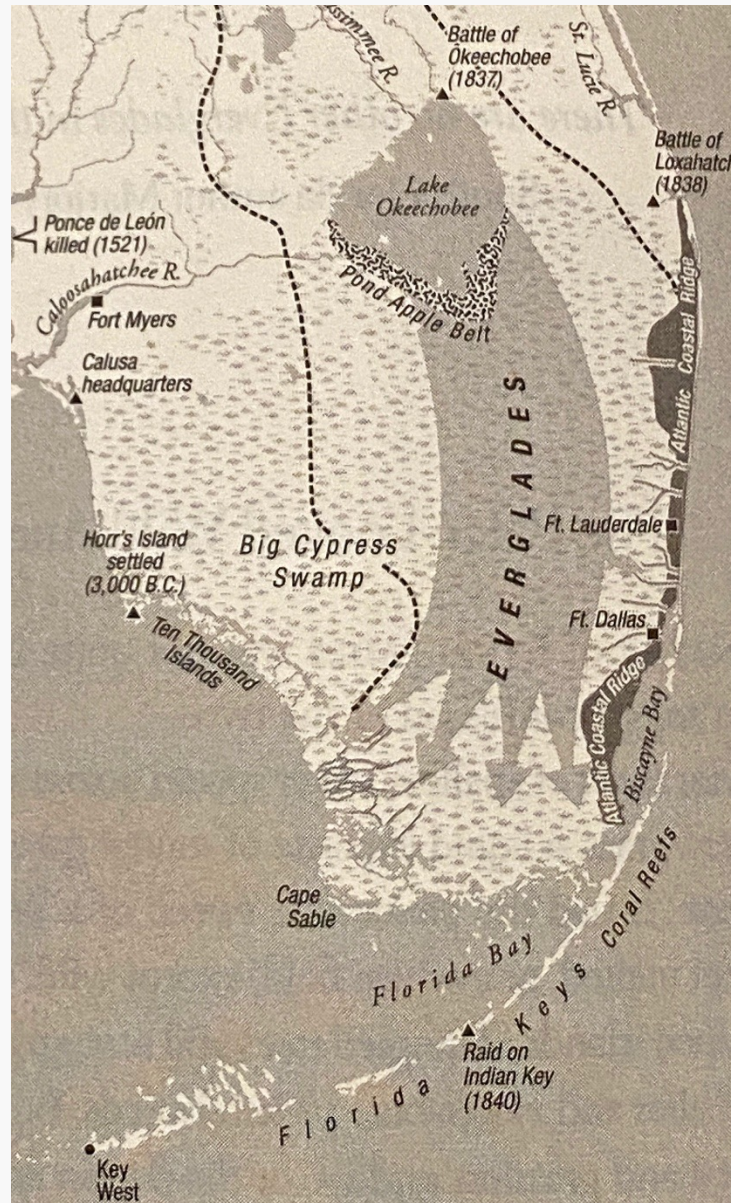 Battle of
Okeechobee
(1837)
St. Lucie R.
Battle of
(1838)
Lake
Okeechobee
Ponce de León
killed (1521)
Caloosahatchee R.
Pond Apple Belt
Fort Myers
Atlantic Coastal Ridge
Calusa
headquarters
EVERGLADES
Ft. Lauderdale
Horr's Island
settled
(3,000 B.C.)
Big Cypress
Swamp
Ft. Dallas
Ten Thousand
Islands
Atlantic Coastal Ridge
Biscayne Bay
Cape
Sable
Coral Reefs
Florida Bay
Florida Keys
Raid on
Indian Key
(1840)
Key
West